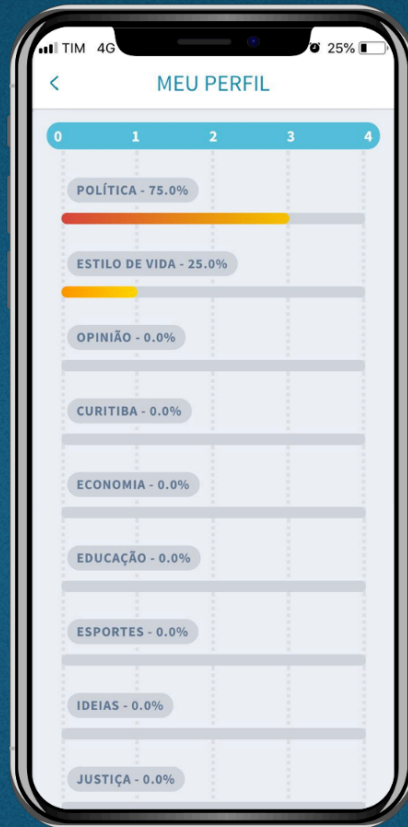 TIM 4G 25%
MEU PERFIL
0 1 2 3 4
POLÍTICA - 75.0%
ESTILO DE VIDA - 25.0%
OPINIÃO - 0.0%
CURITIBA - 0.0%
ECONOMIA - 0.0%
EDUCAÇÃO - 0.0%
ESPORTES - 0.0%
IDEIAS - 0.0%
JUSTIÇA - 0.0%